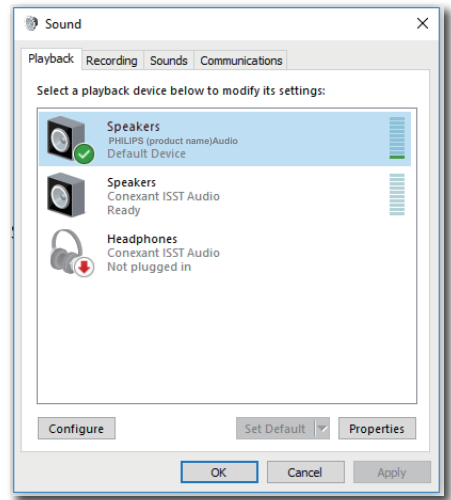 Sound
Playback Recording Sounds Communications
Select a playback device below to modify its settings:
Speakers
PHILIPS (product name)Audio
Default Device
Speakers
Conexant ISST Audio
Ready
Headphones
Conexant ISST Audio
Not plugged in
Configure Set Default Properties
OK Cancel Apply